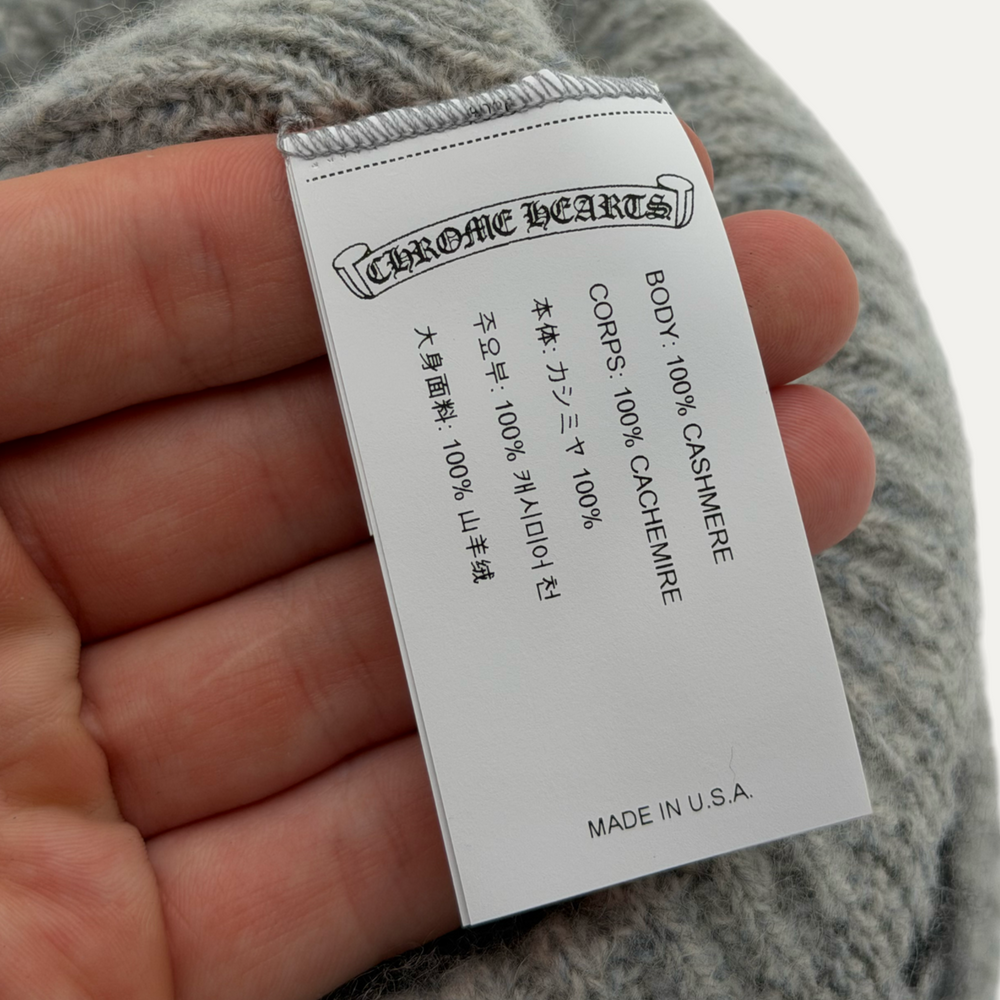 CHROME HEARTS
BODY: 100% CASHMERE
CORPS: 100% CACHEMIRE
本体: カシミヤ 100%
주요부: 100% 캐시미어 천
大身面料: 100% 山羊绒
MADE IN U.S.A.